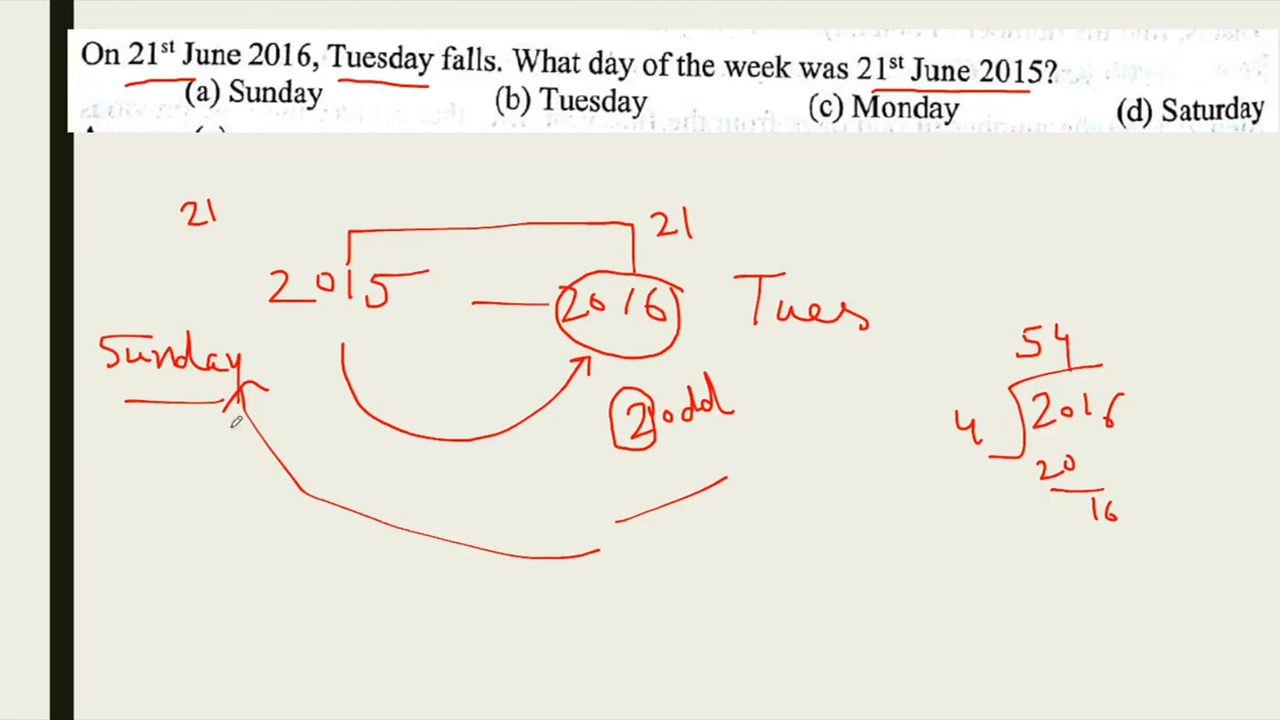 On 21st June 2016, Tuesday falls. What day of the week was 21st June 2015?
(a) Sunday (b) Tuesday (c) Monday (d) Saturday
21 21
2015 2016 Tues
Sunday
2 odd
54
4 2016
20
16